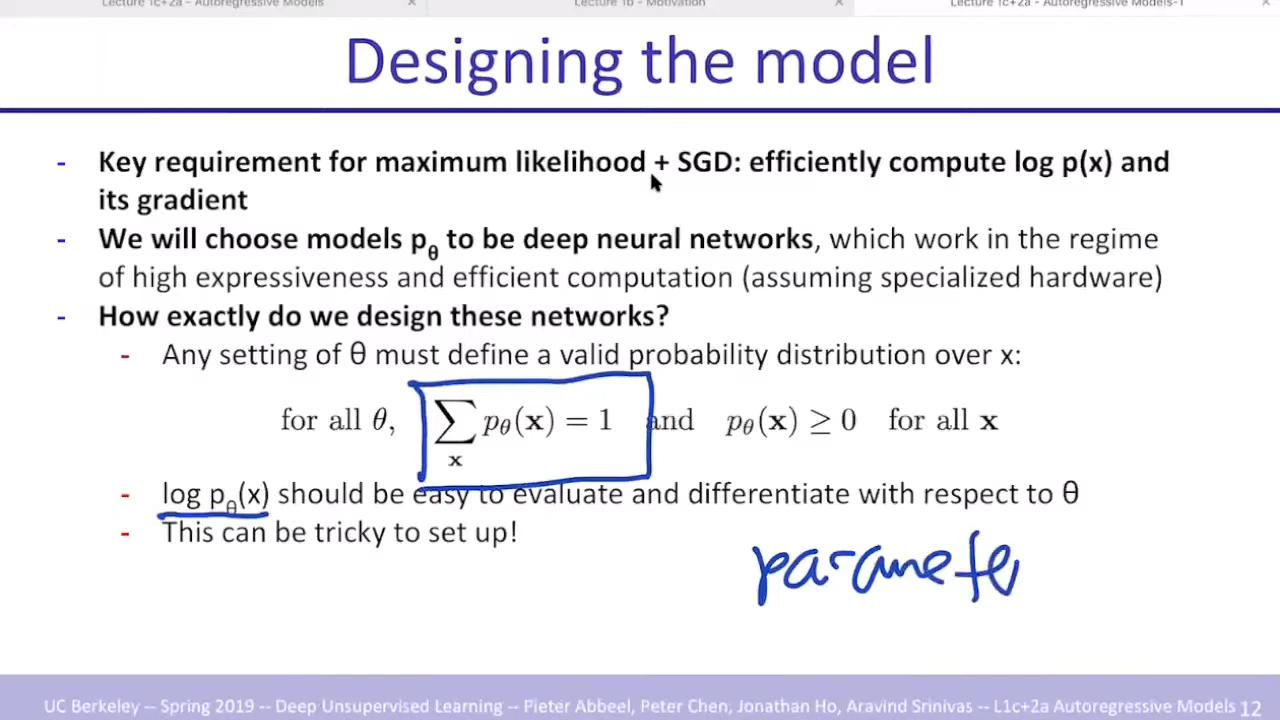 Lecture 1c+2a - Autoregressive Models × Lecture 1b - Motivation × Lecture 1c+2a - Autoregressive Models-1 ×
Designing the model
- Key requirement for maximum likelihood + SGD: efficiently compute log p(x) and
its gradient
- We will choose models pθ to be deep neural networks, which work in the regime
of high expressiveness and efficient computation (assuming specialized hardware)
- How exactly do we design these networks?
- Any setting of θ must define a valid probability distribution over x:
for all θ, ∑x pθ(x) = 1 and pθ(x) ≥ 0 for all x
- log pθ(x) should be easy to evaluate and differentiate with respect to θ
- This can be tricky to set up!
parameter
UC Berkeley -- Spring 2019 -- Deep Unsupervised Learning -- Pieter Abbeel, Peter Chen, Jonathan Ho, Aravind Srinivas -- L1c+2a Autoregressive Models 12